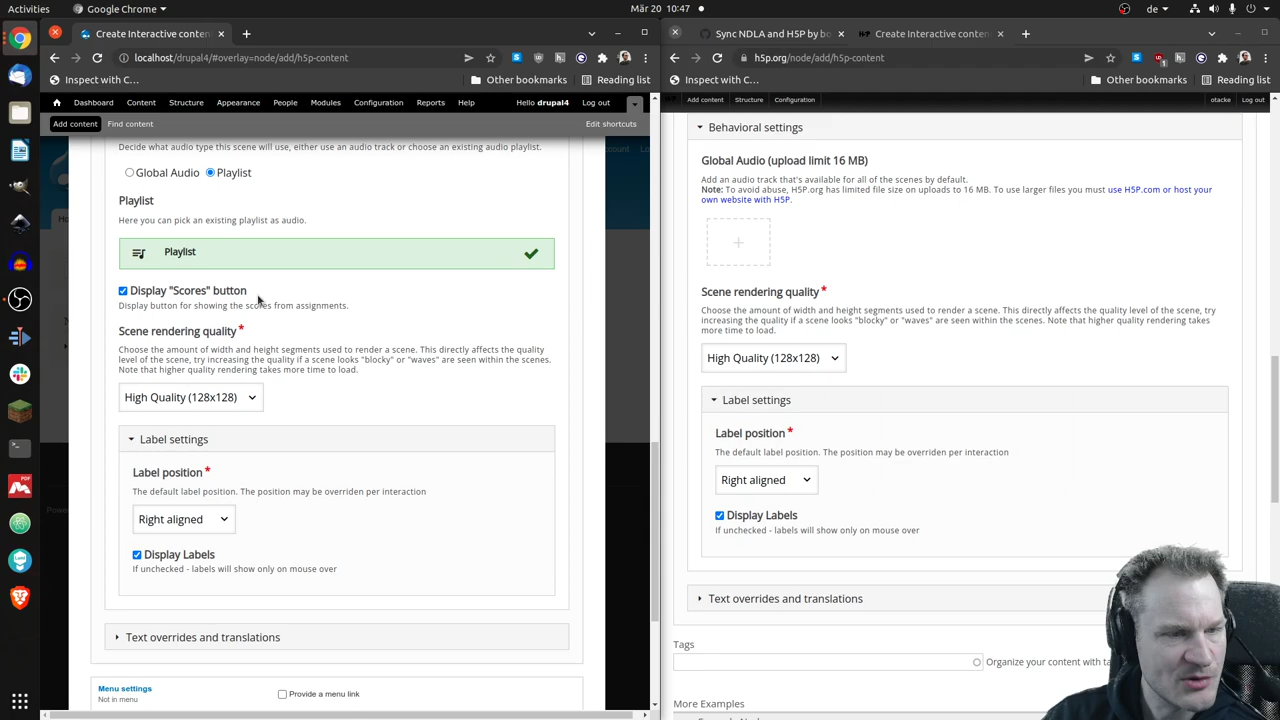 Activities
Mär 20 10:47
de
Create Interactive conten
Sync NDLA and H5P by bo
Create Interactive conten
localhost/drupal4/#overlay=node/add/h5p-content
h5p.org/node/add/h5p-content
Inspect with C…
Other bookmarks
Reading list
Inspect with C…
Other bookmarks
Reading list
Dashboard
Content
Structure
Appearance
People
Modules
Configuration
Reports
Help
Hello drupal4
Log out
Add content
Find content
Edit shortcuts
Decide what audio type this scene will use, either use an audio track or choose an existing audio playlist.
Global Audio
Playlist
Playlist
Here you can pick an existing playlist as audio.
Playlist
Display "Scores" button
Display button for showing the scores from assignments.
Scene rendering quality*
Choose the amount of width and height segments used to render a scene. This directly affects the quality
level of the scene, try increasing the quality if a scene looks "blocky" or "waves" are seen within the scenes.
Note that higher quality rendering takes more time to load.
High Quality (128x128)
Label settings
Label position*
The default label position. The position may be overriden per interaction
Right aligned
Display Labels
If unchecked - labels will show only on mouse over
Text overrides and translations
Menu settings
Not in menu
Provide a menu link
Add content
Structure
Configuration
otacke
Log out
Behavioral settings
Global Audio (upload limit 16 MB)
Add an audio track that's available for all of the scenes by default.
Note: To avoid abuse, H5P.org has limited file size on uploads to 16 MB. To use larger files you must use H5P.com or host your
own website with H5P.
Scene rendering quality*
Choose the amount of width and height segments used to render a scene. This directly affects the quality level of the scene, try
increasing the quality if a scene looks "blocky" or "waves" are seen within the scenes. Note that higher quality rendering takes
more time to load.
High Quality (128x128)
Label settings
Label position*
The default label position. The position may be overriden per interaction
Right aligned
Display Labels
If unchecked - labels will show only on mouse over
Text overrides and translations
Tags
Organize your content with ta
More Examples